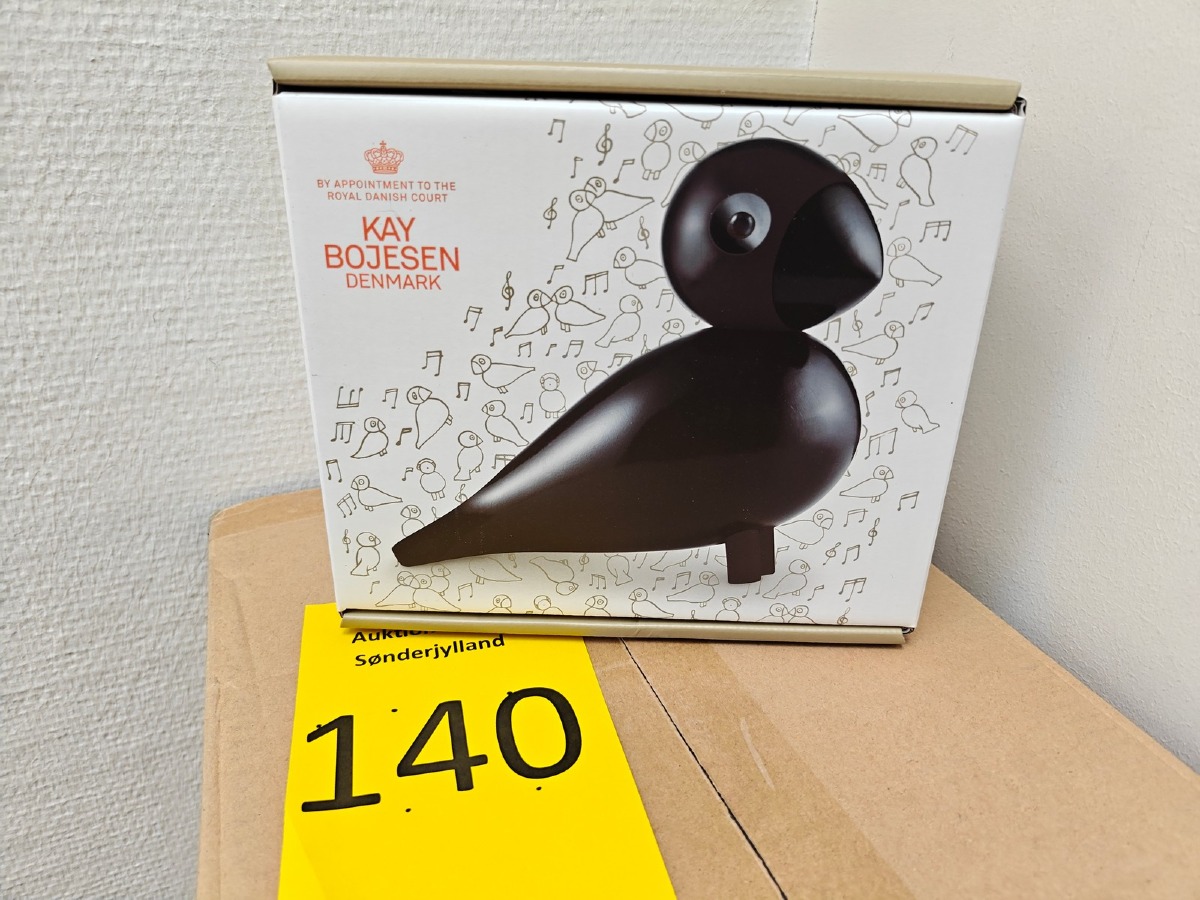 BY APPOINTMENT TO THE
ROYAL DANISH COURT
KAY
BOJESEN
DENMARK
Sønderjylland
140